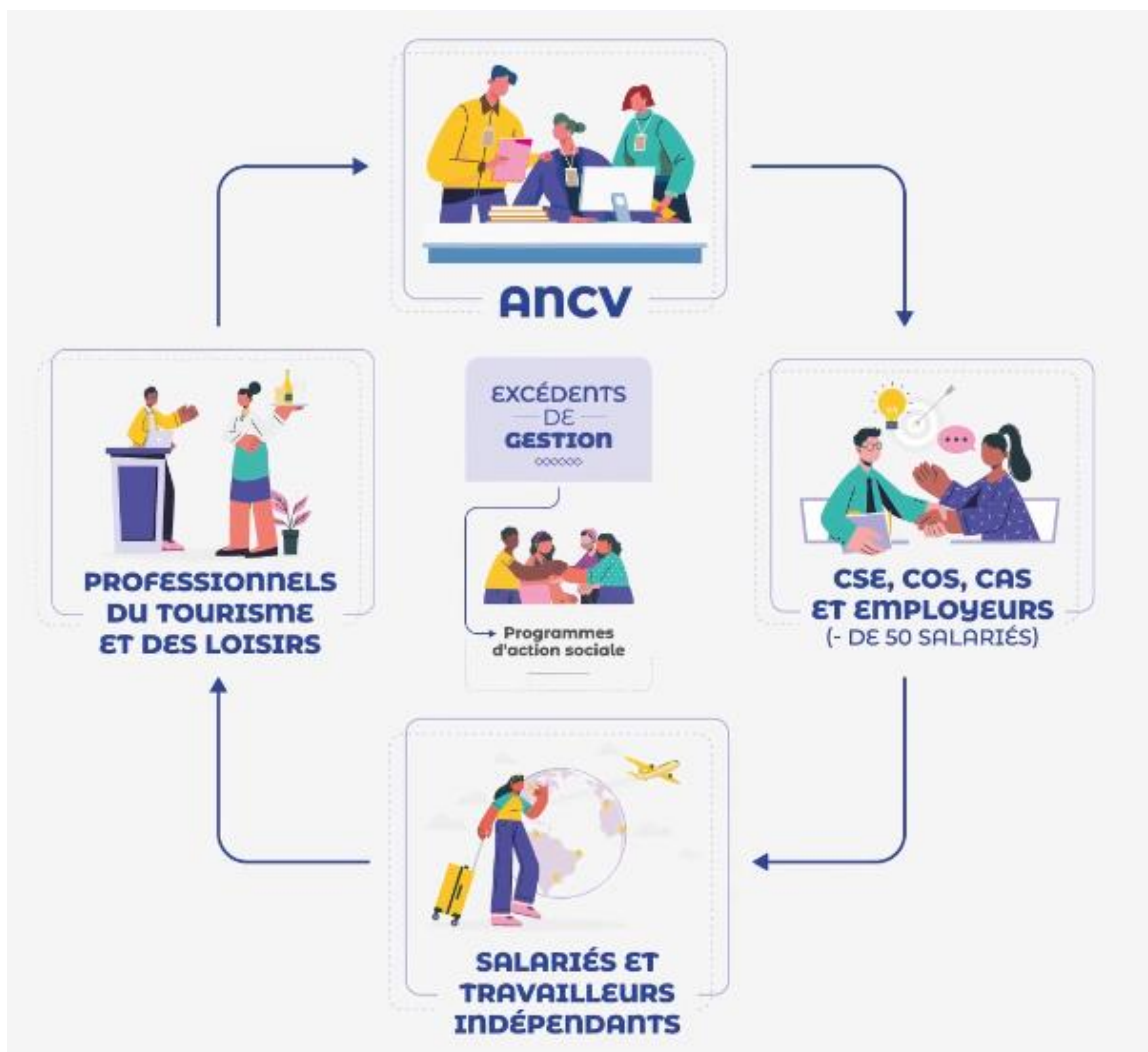 ANCV
EXCÉDENTS
DE
GESTION
Programmes
d'action sociale
PROFESSIONNELS
DU TOURISME
ET DES LOISIRS
CSE, COS, CAS
ET EMPLOYEURS
(- DE 50 SALARIÉS)
SALARIÉS ET
TRAVAILLEURS
INDÉPENDANTS